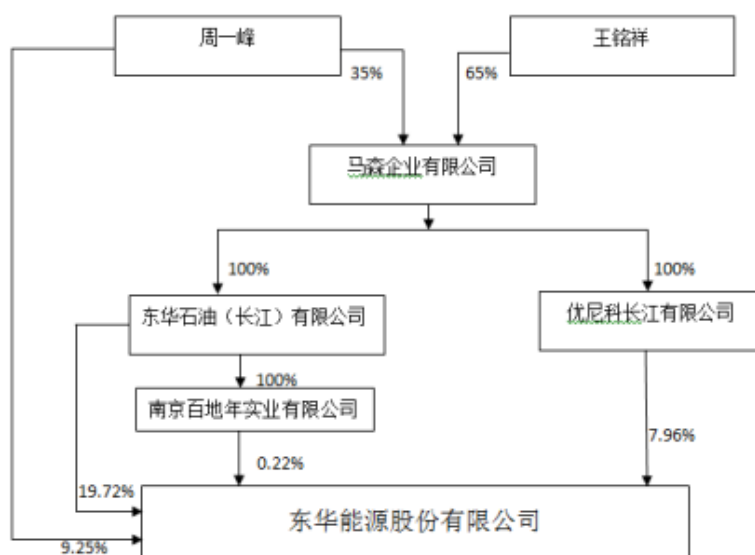 周一峰
王铭祥
35%
65%
马森企业有限公司
100%
100%
东华石油（长江）有限公司
优尼科长江有限公司
100%
南京百地年实业有限公司
7.96%
0.22%
19.72%
东华能源股份有限公司
9.25%